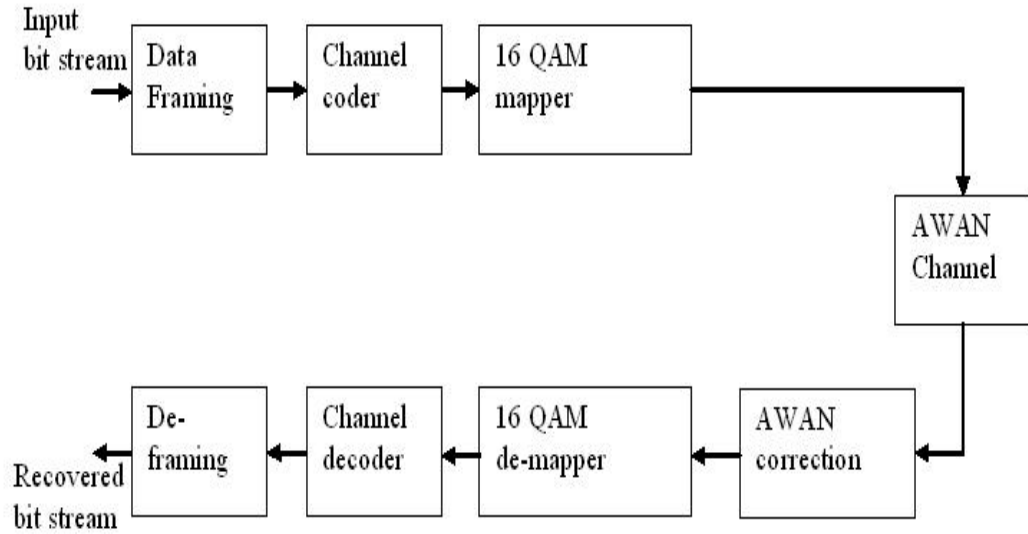 Input
bit stream
Data
Framing
Channel
coder
16 QAM
mapper
AWAN
Channel
AWAN
correction
16 QAM
de-mapper
Channel
decoder
De-
framing
Recovered
bit stream